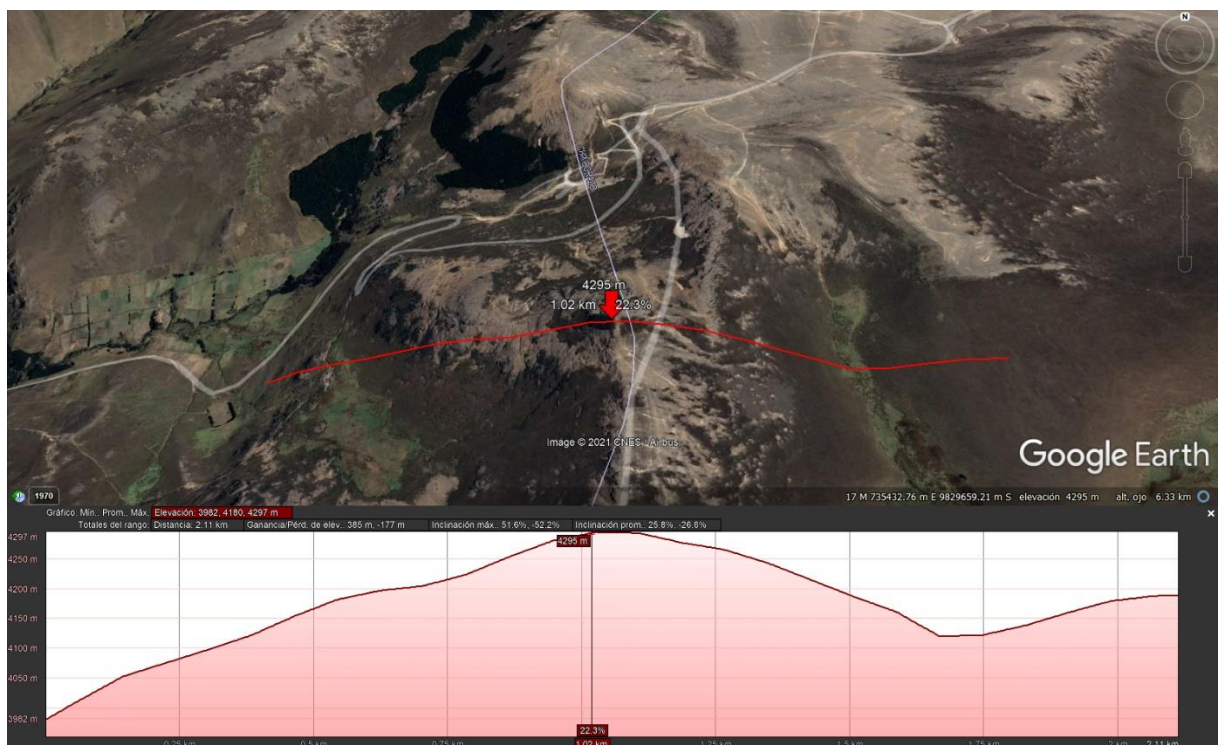 N
4295 m
1.02 km 22.3%
Image © 2021 CNES / Airbus
Google Earth
1970
17 M 735432.76 m E 9829659.21 m S elevación 4295 m alt. ojo 6.33 km
Gráfico: Mín., Prom., Máx. Elevación: 3982, 4180, 4297 m
Totales del rango: Distancia: 2.11 km Ganancia/Pérd. de elev.: 385 m, -177 m Inclinación máx.: 51.6%, -52.2% Inclinación prom.: 25.8%, -26.6%
4297 m
4295 m
4250 m
4200 m
4150 m
4100 m
4050 m
3982 m
22.3%
0.25 km 0.5 km 0.75 km 1.02 km 1.25 km 1.5 km 1.75 km 2 km 2.11 km